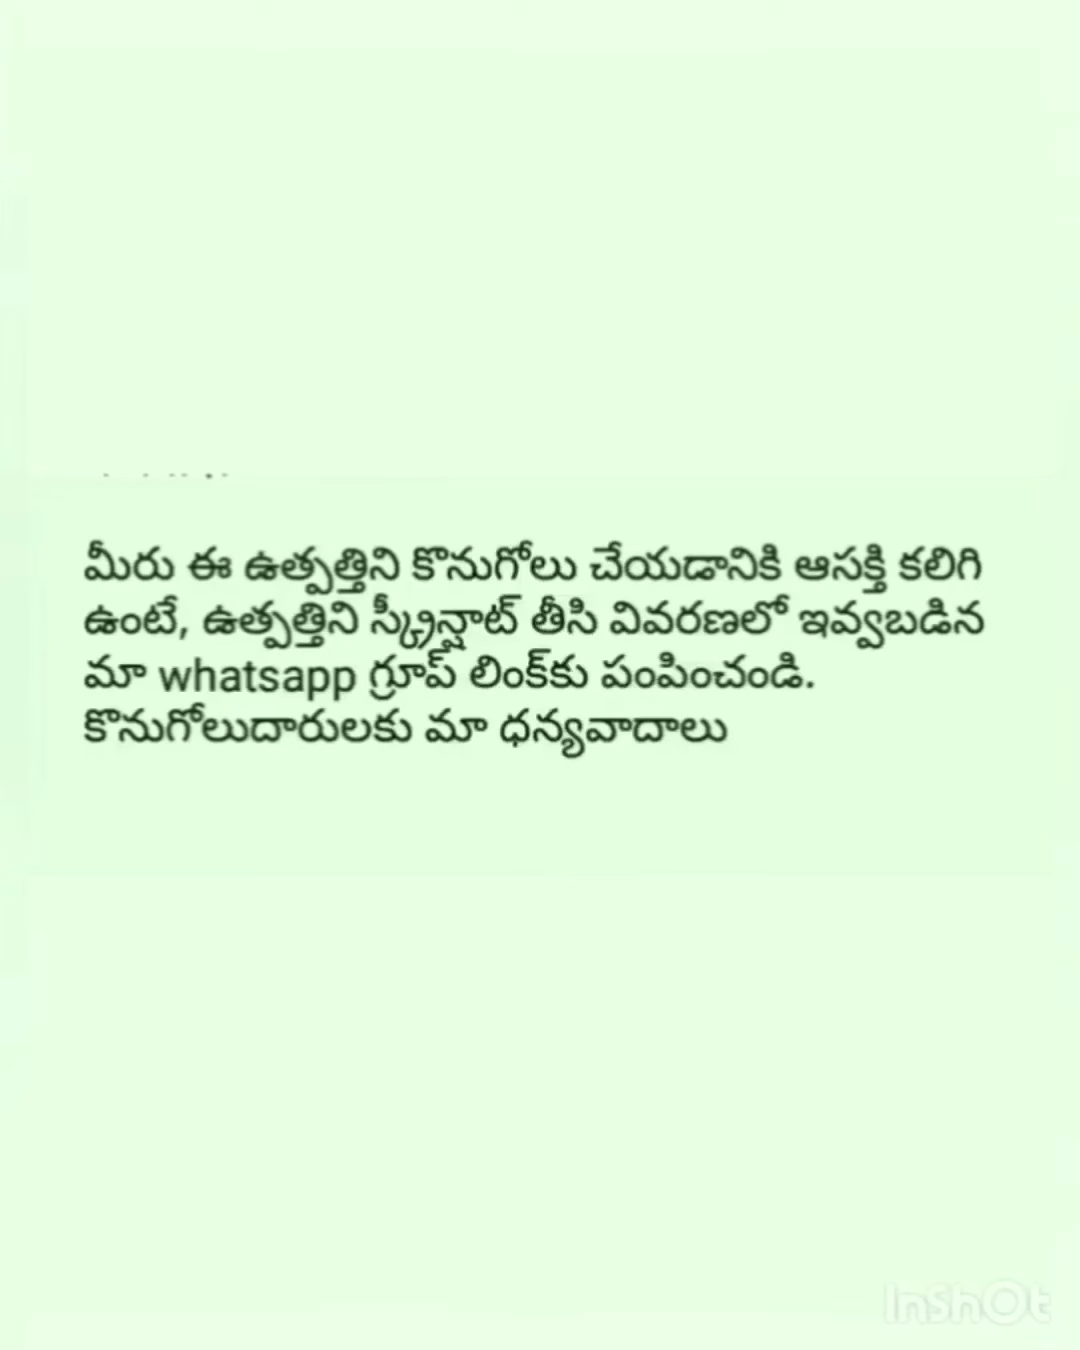 మీరు ఈ ఉత్పత్తిని కొనుగోలు చేయడానికి ఆసక్తి కలిగి
ఉంటే, ఉత్పత్తిని స్క్రీన్షాట్ తీసి వివరణలో ఇవ్వబడిన
మా whatsapp గ్రూప్ లింక్‌కు పంపించండి.
కొనుగోలుదారులకు మా ధన్యవాదాలు
InShOt